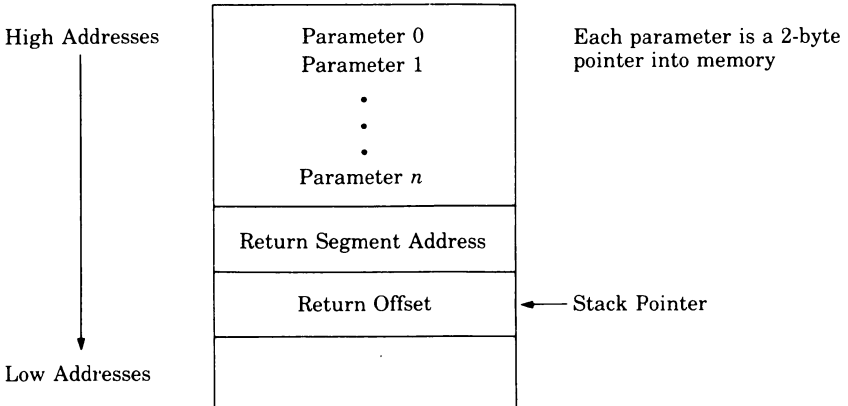 High Addresses
Parameter 0
Parameter 1
•
•
•
Parameter n
Each parameter is a 2-byte
pointer into memory
Return Segment Address
Return Offset
Stack Pointer
Low Addresses